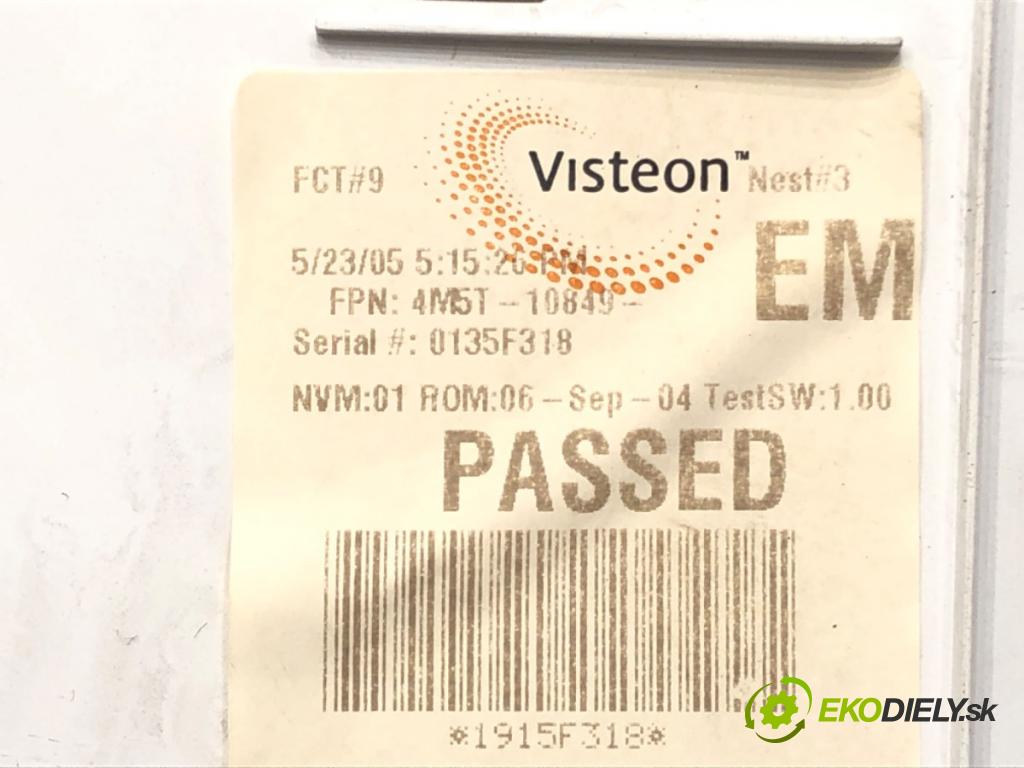 Visteon™
FCT#9 Nest#3
5/23/05 5:15:26 PM
EM
FPN: 4M5T-10849-
Serial #: 0135F318
NVM:01 ROM:06-Sep-04 TestSW:1.00
PASSED
*1915F318*
EKODIELY.sk